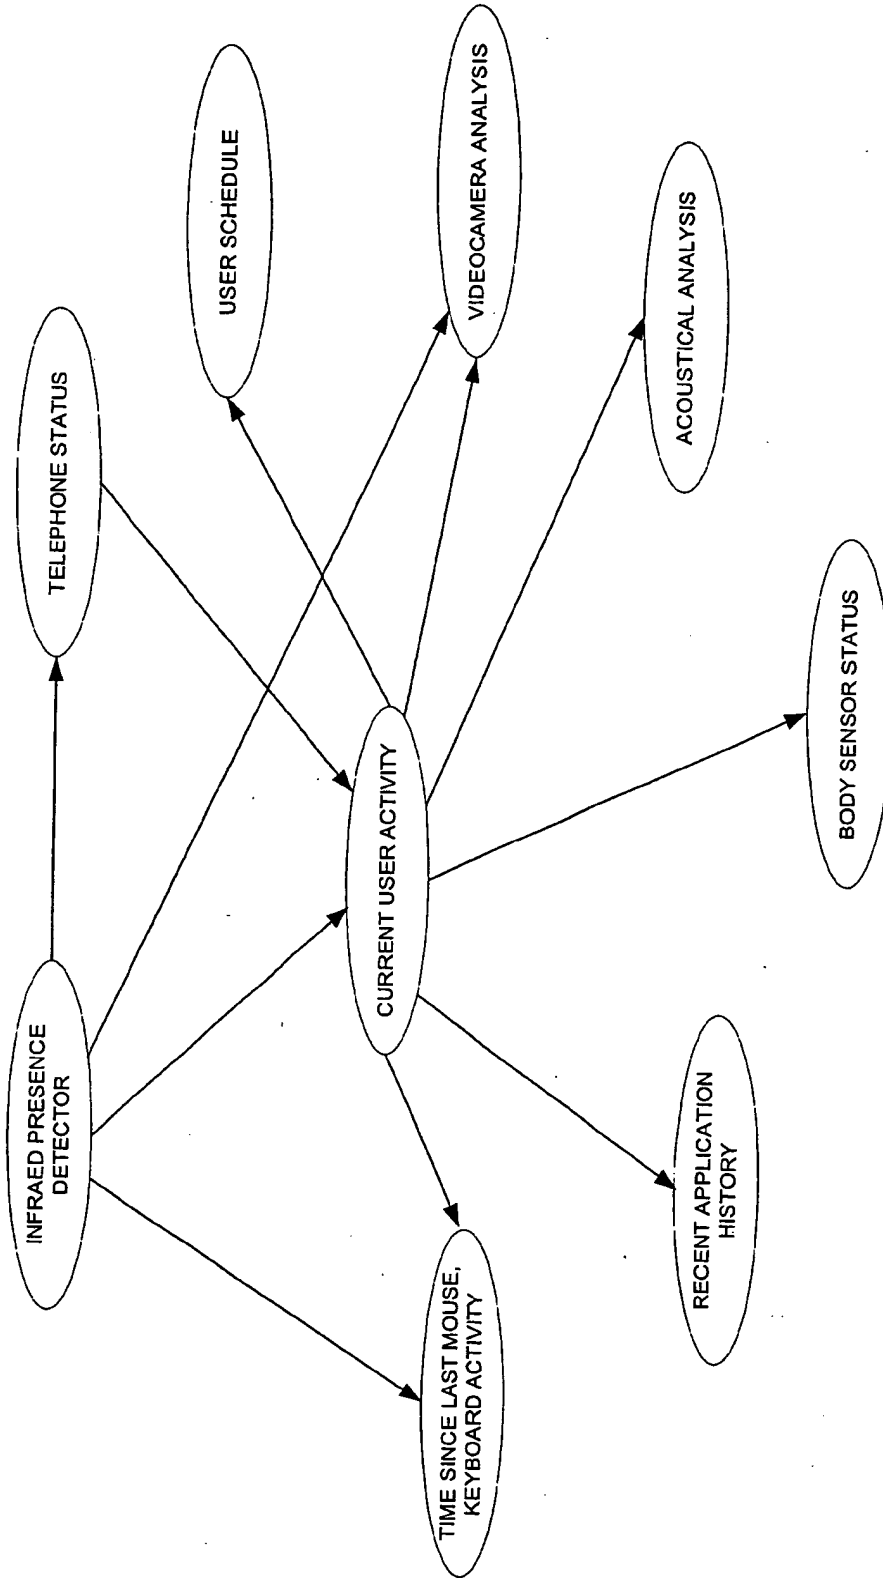 INFRAED PRESENCE
DETECTOR
TELEPHONE STATUS
USER SCHEDULE
CURRENT USER ACTIVITY
VIDEOCAMERA ANALYSIS
TIME SINCE LAST MOUSE,
KEYBOARD ACTIVITY
RECENT APPLICATION
HISTORY
ACOUSTICAL ANALYSIS
BODY SENSOR STATUS